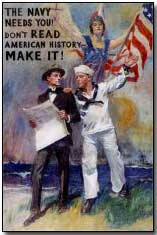 THE NAVY
NEEDS YOU!
DON'T READ
AMERICAN HISTORY-
MAKE IT!